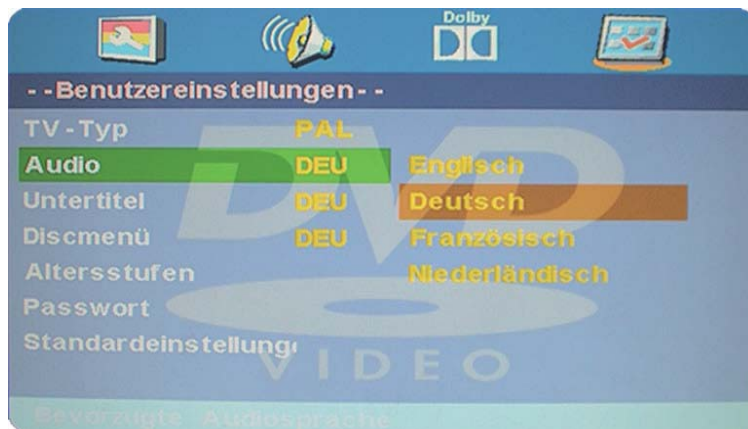 Dolby
--Benutzereinstellungen--
TV-Typ PAL
Audio DEU Englisch
Untertitel DEU Deutsch
Discmenü DEU Französisch
Altersstufen Niederländisch
Passwort
Standardeinstellung
DVD
VIDEO
Bevorzugte Audiosprache